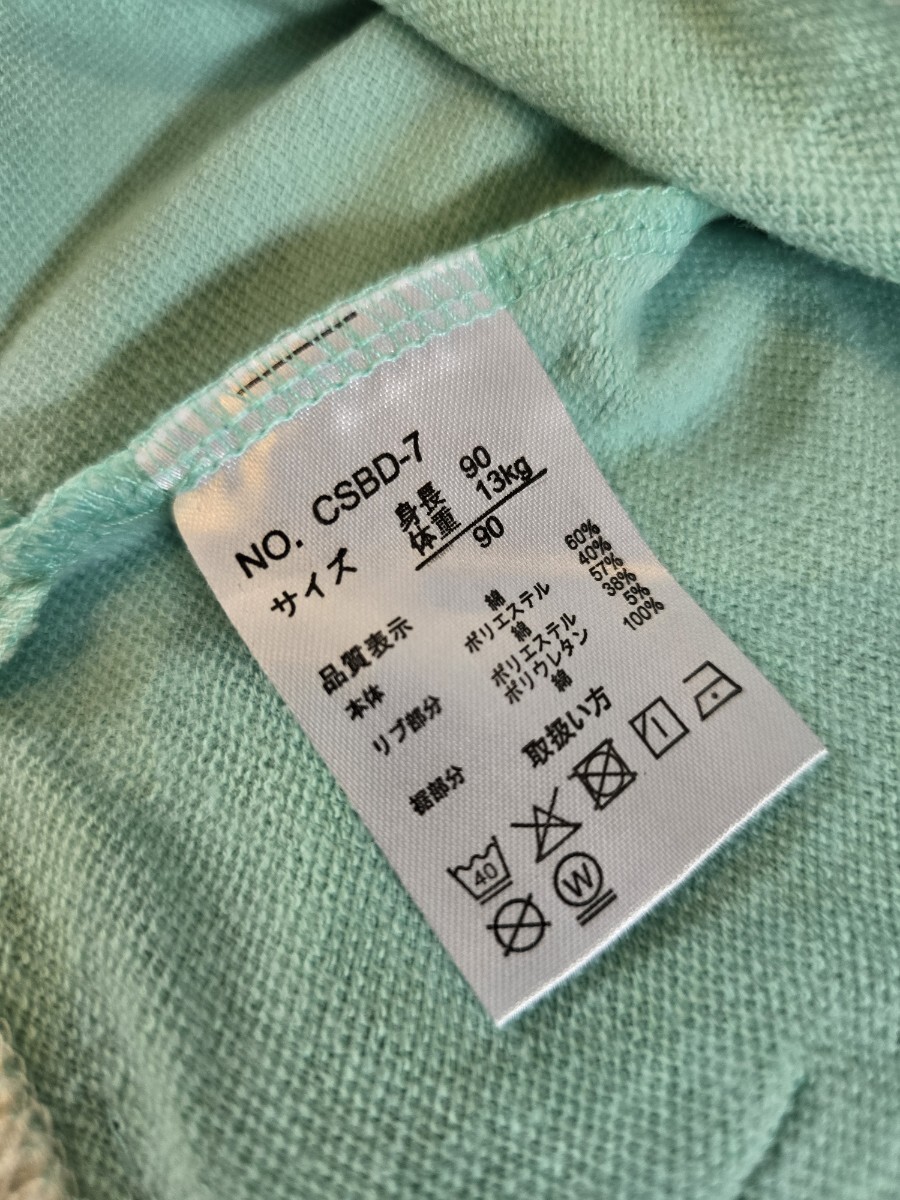 NO. CSBD-7
サイズ 身長 90
体重 13kg
90
品質表示
本体 綿 60%
ポリエステル 40%
リブ部分 綿 57%
ポリエステル 38%
ポリウレタン 5%
裾部分 綿 100%
取扱い方
40
W